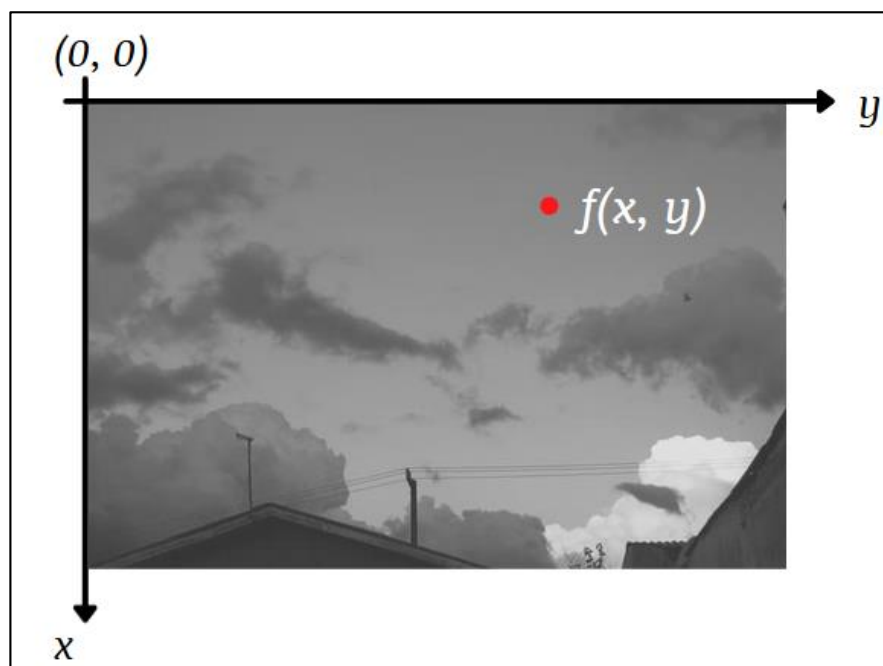 (0, 0)
y
f(x, y)
x